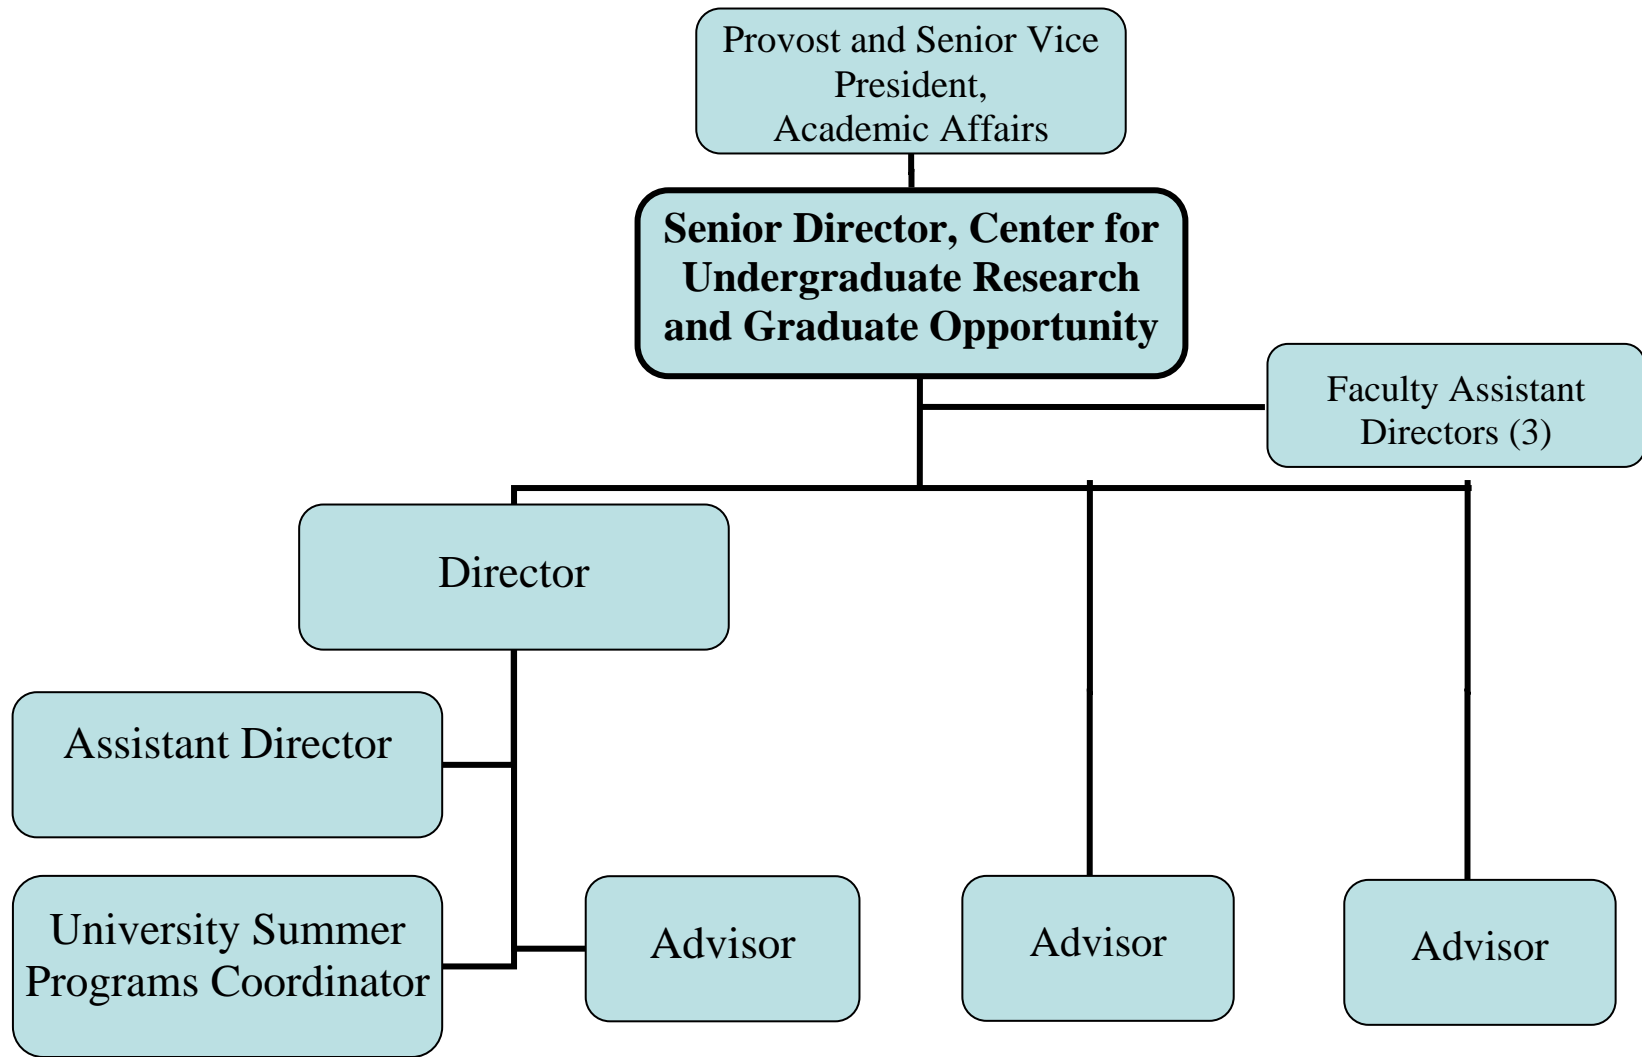 Provost and Senior Vice
President,
Academic Affairs
Senior Director, Center for
Undergraduate Research
and Graduate Opportunity
Faculty Assistant
Directors (3)
Director
Assistant Director
University Summer
Programs Coordinator
Advisor
Advisor
Advisor